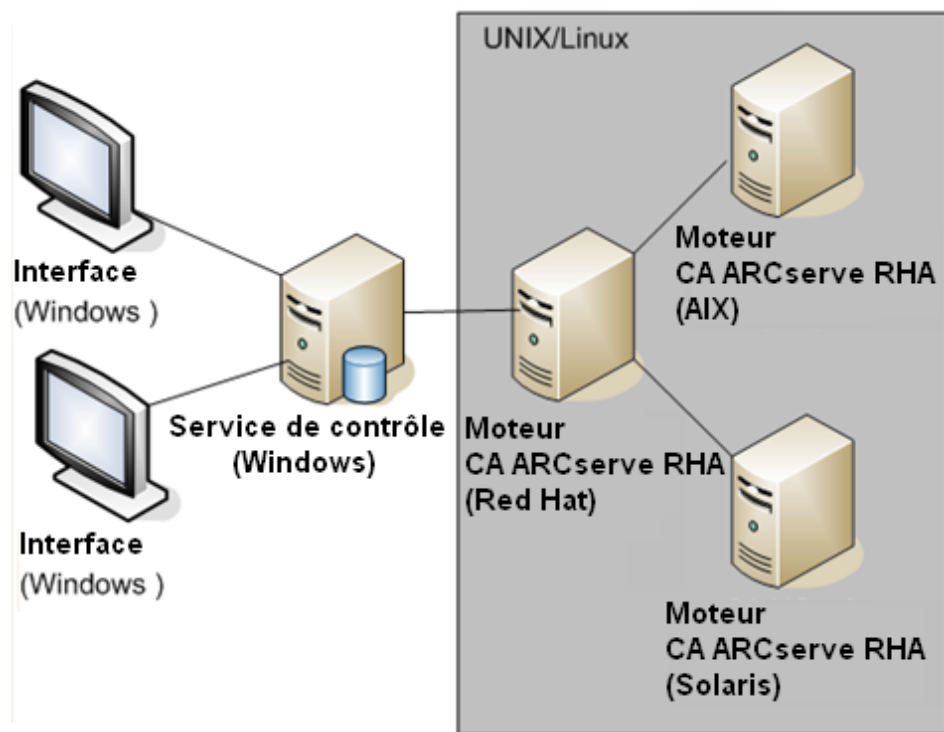 UNIX/Linux
Interface
(Windows )
Service de contrôle
(Windows)
Interface
(Windows )
Moteur
CA ARCserve RHA
(Red Hat)
Moteur
CA ARCserve RHA
(AIX)
Moteur
CA ARCserve RHA
(Solaris)